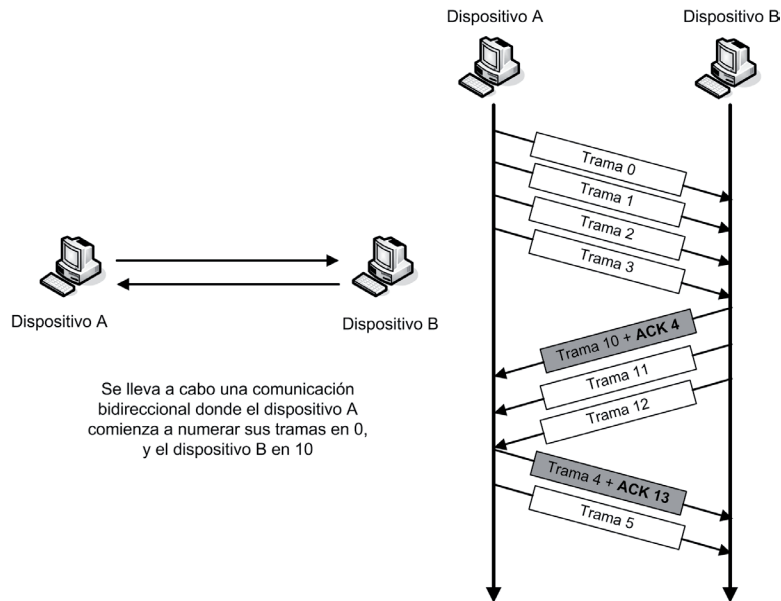 Dispositivo A
Dispositivo B
Trama 0
Trama 1
Trama 2
Trama 3
Trama 10 + ACK 4
Trama 11
Trama 12
Trama 4 + ACK 13
Trama 5
Dispositivo A
Dispositivo B
Se lleva a cabo una comunicación
bidireccional donde el dispositivo A
comienza a numerar sus tramas en 0,
y el dispositivo B en 10